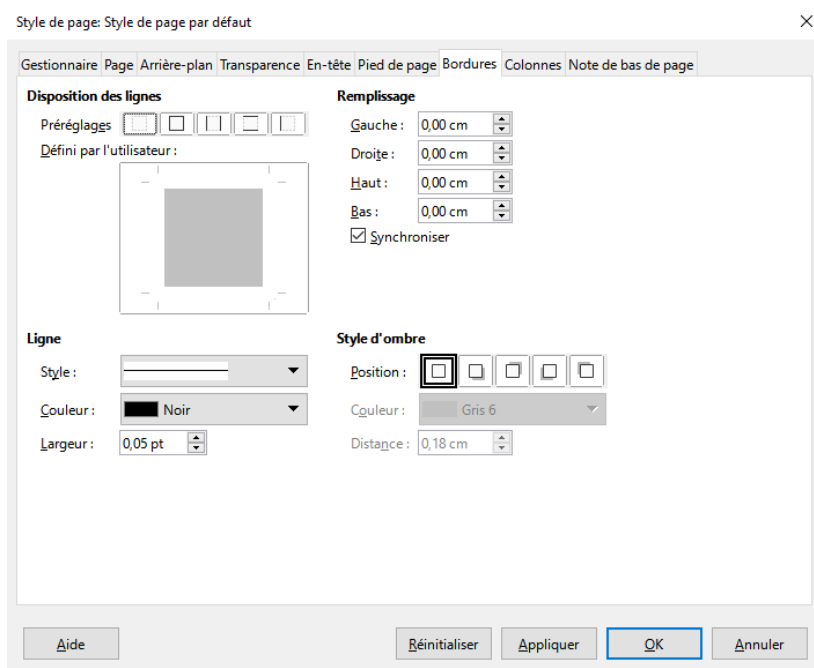 Style de page: Style de page par défaut
Gestionnaire Page Arrière-plan Transparence En-tête Pied de page Bordures Colonnes Note de bas de page
Disposition des lignes
Préréglages
Défini par l'utilisateur :
Remplissage
Gauche : 0,00 cm
Droite : 0,00 cm
Haut : 0,00 cm
Bas : 0,00 cm
Synchroniser
Ligne
Style :
Couleur : Noir
Largeur : 0,05 pt
Style d'ombre
Position :
Couleur : Gris 6
Distance : 0,18 cm
Aide Réinitialiser Appliquer OK Annuler